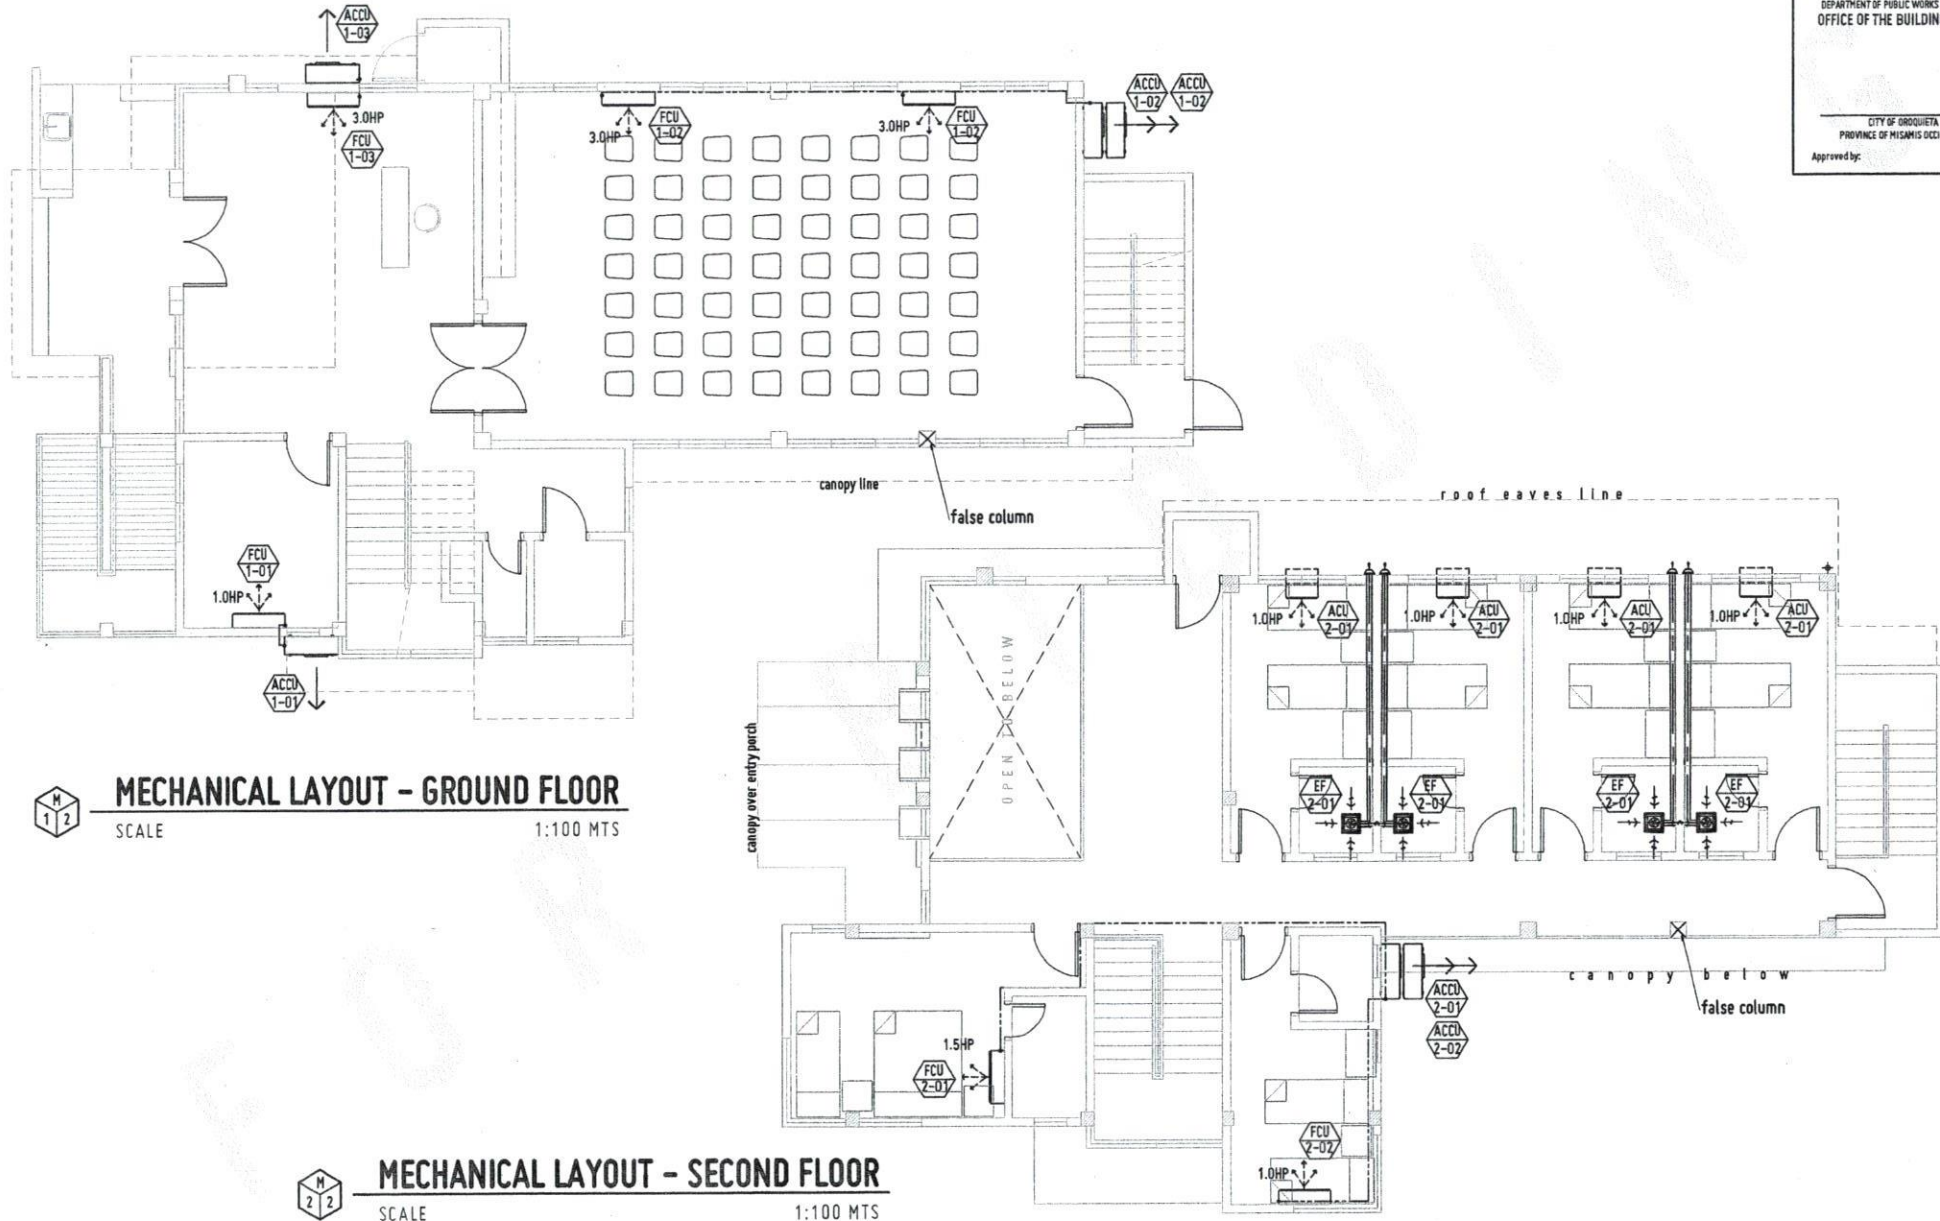 DEPARTMENT OF PUBLIC WORKS
OFFICE OF THE
CITY OF OROQUIETA
PROVINCE OF MISAMIS
Approved by:
ACCU
1-03
3.0HP
FCU
1-03
3.0HP
FCU
1-02
3.0HP
FCU
1-02
ACCU
1-02
ACCU
1-02
canopy line
false column
FCU
1-01
1.0HP
ACCU
1-01
M
1 2
MECHANICAL LAYOUT - GROUND FLOOR
SCALE 1:100 MTS
roof eaves line
1.0HP
ACU
2-01
1.0HP
ACU
2-01
1.0HP
ACU
2-01
1.0HP
ACU
2-01
OPEN TO BELOW
canopy over entry porch
EF
2-01
EF
2-01
EF
2-01
EF
2-01
canopy below
false column
ACCU
2-01
ACCU
2-02
1.5HP
FCU
2-01
FCU
2-02
1.0HP
M
2 2
MECHANICAL LAYOUT - SECOND FLOOR
SCALE 1:100 MTS